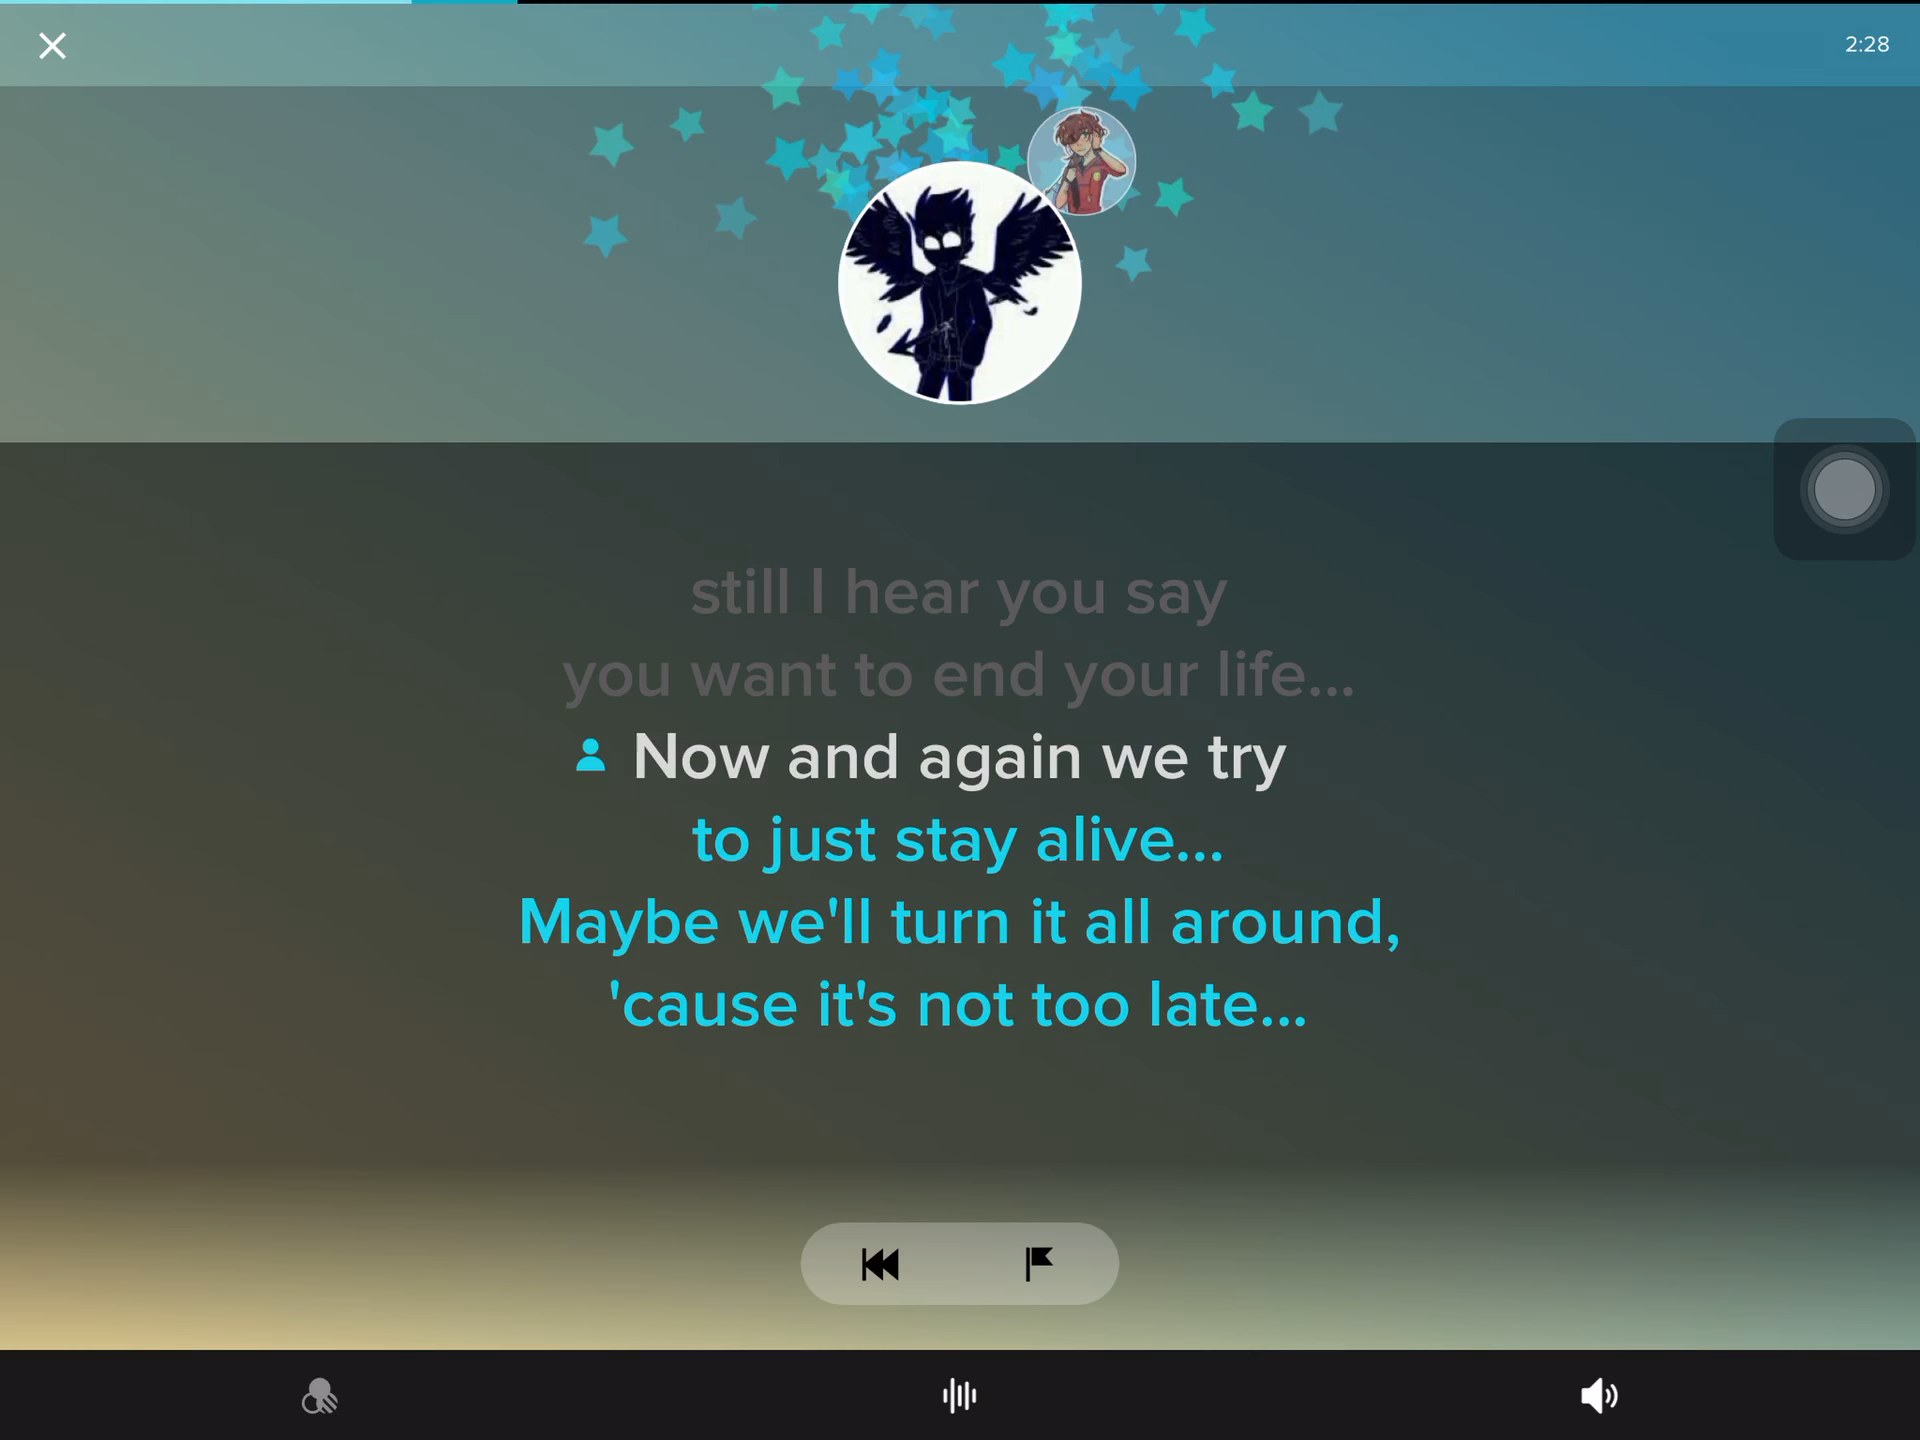 2:28
still I hear you say
you want to end your life...
Now and again we try
to just stay alive...
Maybe we'll turn it all around,
'cause it's not too late...